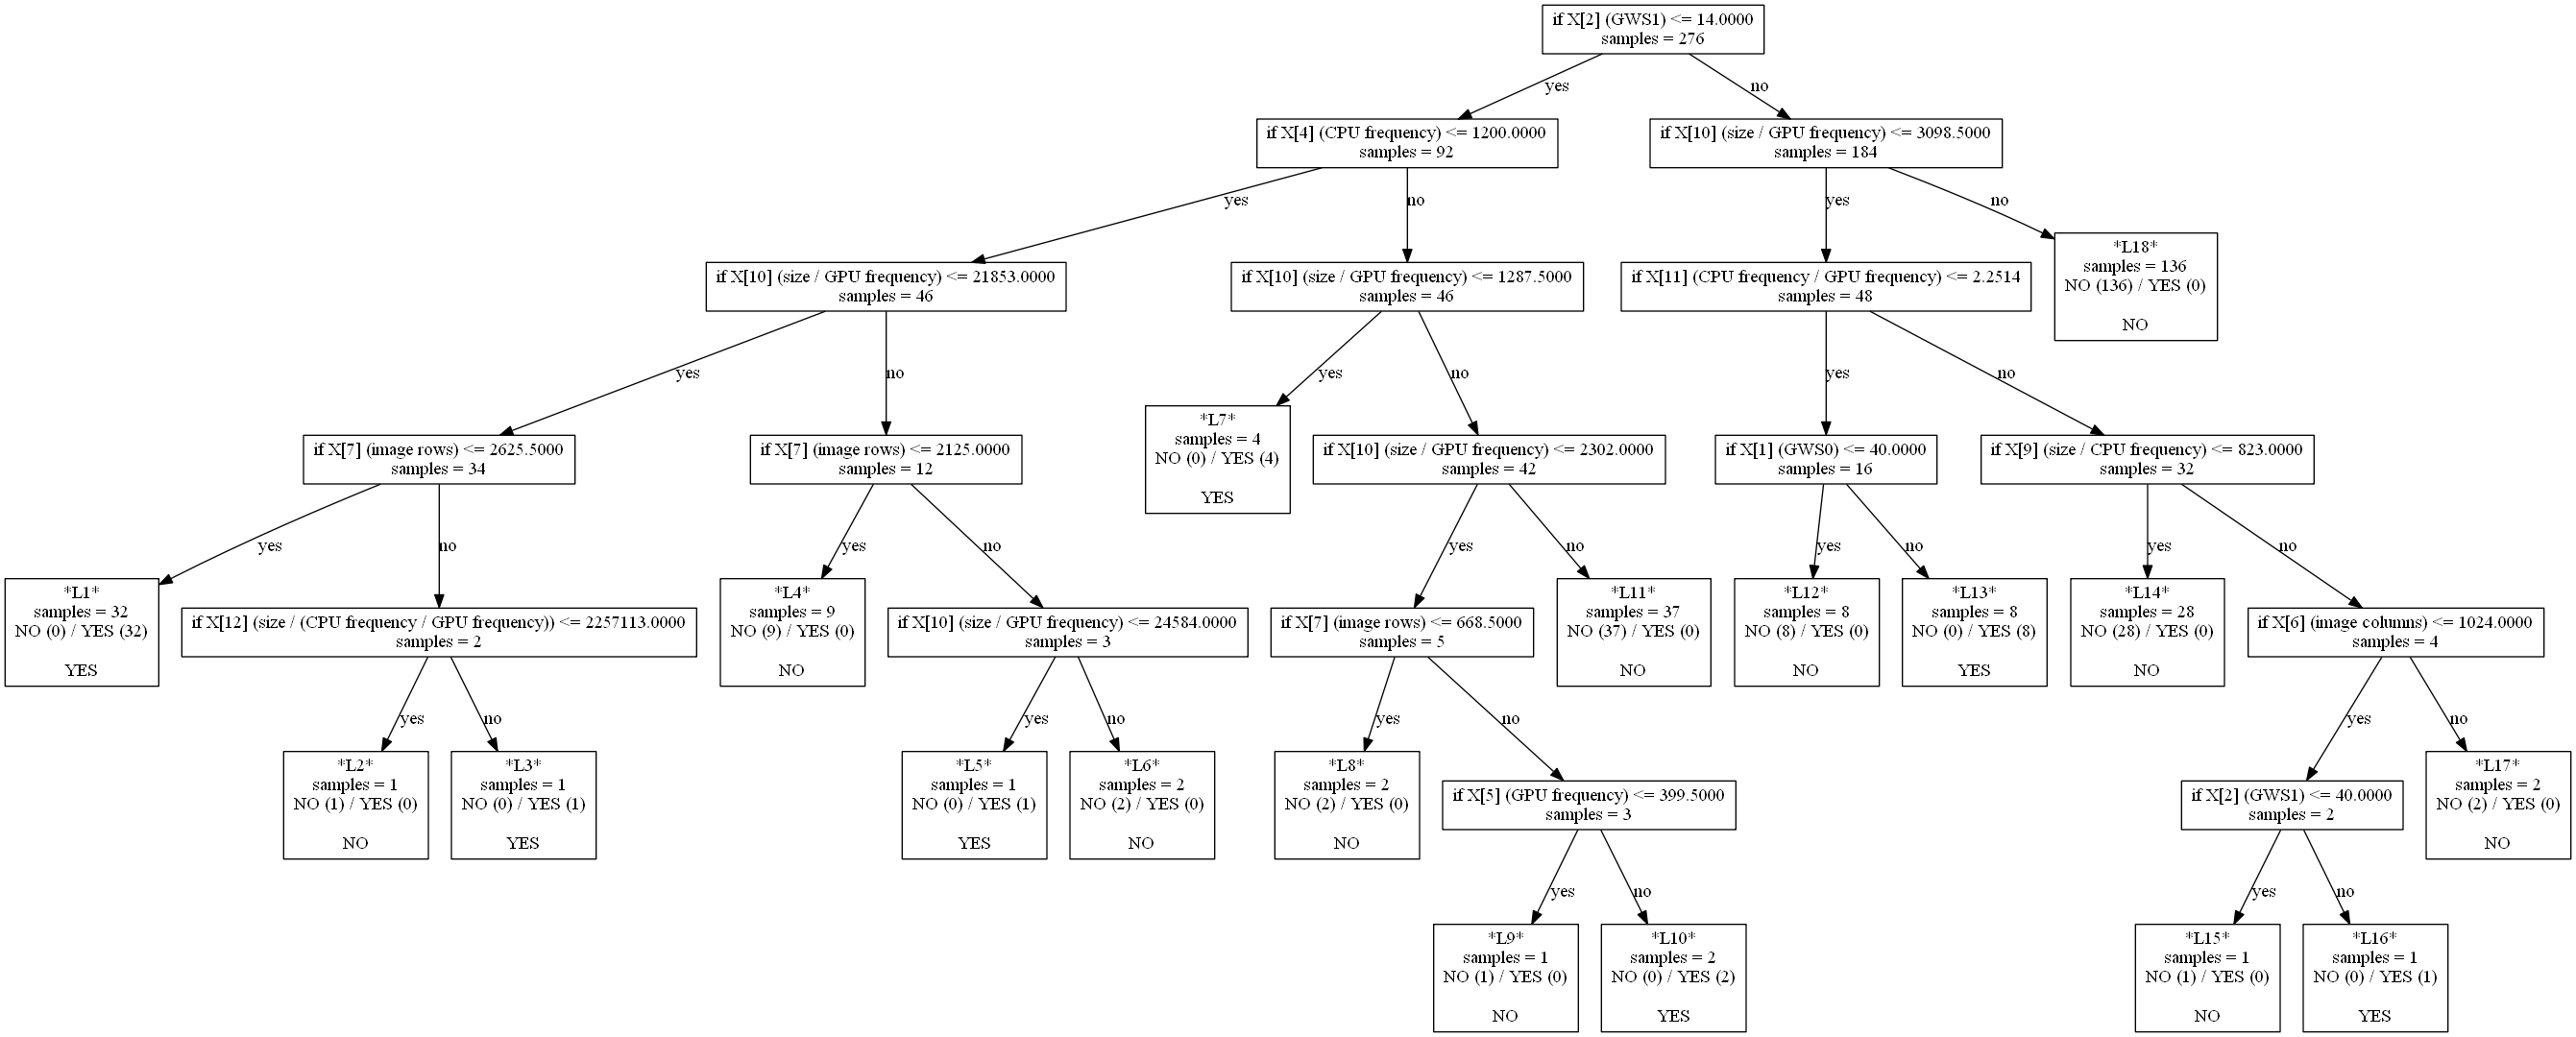 if X[2] (GWS1) <= 14.0000
samples = 276
yes
no
if X[4] (CPU frequency) <= 1200.0000
samples = 92
if X[10] (size / GPU frequency) <= 3098.5000
samples = 184
yes
no
yes
no
if X[10] (size / GPU frequency) <= 21853.0000
samples = 46
if X[10] (size / GPU frequency) <= 1287.5000
samples = 46
if X[11] (CPU frequency / GPU frequency) <= 2.2514
samples = 48
*L18*
samples = 136
NO (136) / YES (0)
NO
yes
no
yes
no
yes
no
if X[7] (image rows) <= 2625.5000
samples = 34
if X[7] (image rows) <= 2125.0000
samples = 12
*L7*
samples = 4
NO (0) / YES (4)
YES
if X[10] (size / GPU frequency) <= 2302.0000
samples = 42
if X[1] (GWS0) <= 40.0000
samples = 16
if X[9] (size / CPU frequency) <= 823.0000
samples = 32
yes
no
yes
no
yes
no
yes
no
yes
no
*L1*
samples = 32
NO (0) / YES (32)
YES
if X[12] (size / (CPU frequency / GPU frequency)) <= 2257113.0000
samples = 2
*L4*
samples = 9
NO (9) / YES (0)
NO
if X[10] (size / GPU frequency) <= 24584.0000
samples = 3
if X[7] (image rows) <= 668.5000
samples = 5
*L11*
samples = 37
NO (37) / YES (0)
NO
*L12*
samples = 8
NO (8) / YES (0)
NO
*L13*
samples = 8
NO (0) / YES (8)
YES
*L14*
samples = 28
NO (28) / YES (0)
NO
if X[6] (image columns) <= 1024.0000
samples = 4
yes
no
yes
no
yes
no
yes
no
*L2*
samples = 1
NO (1) / YES (0)
NO
*L3*
samples = 1
NO (0) / YES (1)
YES
*L5*
samples = 1
NO (0) / YES (1)
YES
*L6*
samples = 2
NO (2) / YES (0)
NO
*L8*
samples = 2
NO (2) / YES (0)
NO
if X[5] (GPU frequency) <= 399.5000
samples = 3
if X[2] (GWS1) <= 40.0000
samples = 2
*L17*
samples = 2
NO (2) / YES (0)
NO
yes
no
yes
no
*L9*
samples = 1
NO (1) / YES (0)
NO
*L10*
samples = 2
NO (0) / YES (2)
YES
*L15*
samples = 1
NO (1) / YES (0)
NO
*L16*
samples = 1
NO (0) / YES (1)
YES